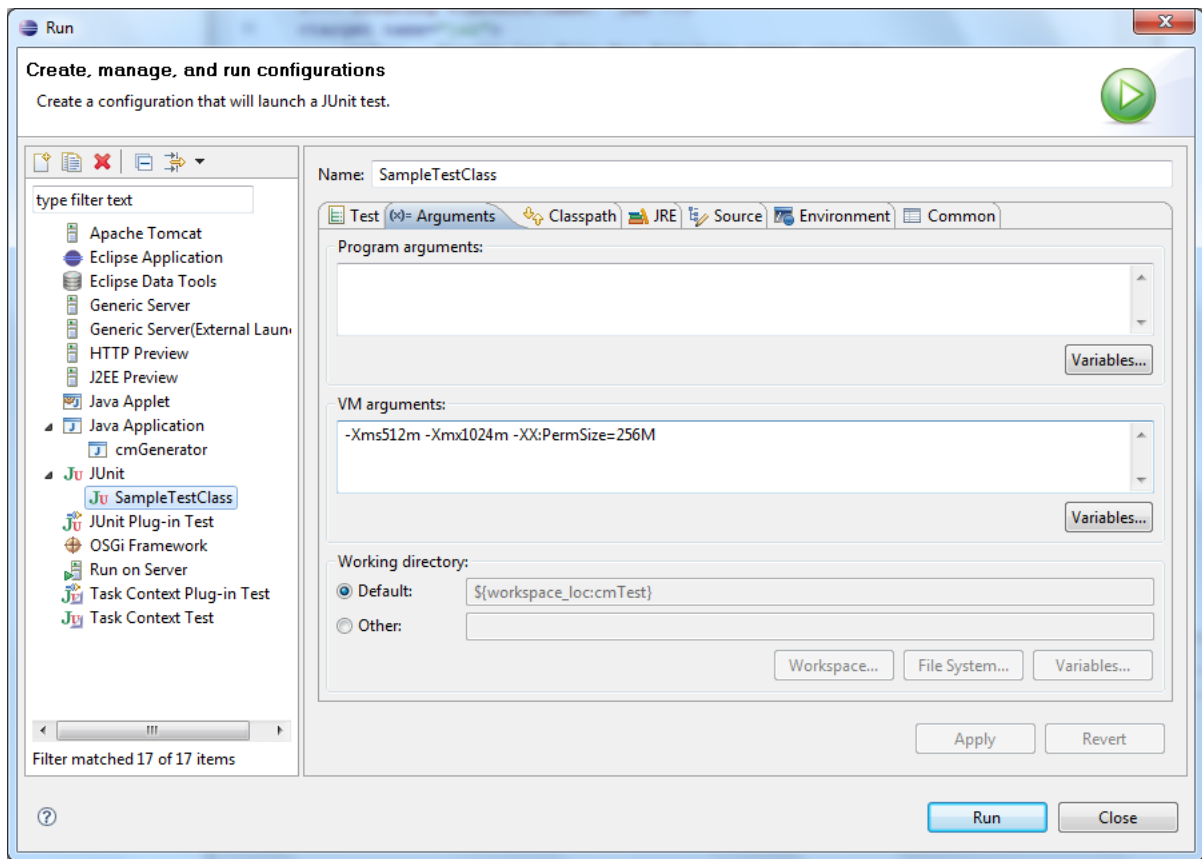 Run
Create, manage, and run configurations
Create a configuration that will launch a JUnit test.
type filter text
Apache Tomcat
Eclipse Application
Eclipse Data Tools
Generic Server
Generic Server(External Laun
HTTP Preview
J2EE Preview
Java Applet
Java Application
cmGenerator
JUnit
SampleTestClass
JUnit Plug-in Test
OSGi Framework
Run on Server
Task Context Plug-in Test
Task Context Test
Filter matched 17 of 17 items
Name: SampleTestClass
Test (x)= Arguments Classpath JRE Source Environment Common
Program arguments:
Variables...
VM arguments:
-Xms512m -Xmx1024m -XX:PermSize=256M
Variables...
Working directory:
Default: ${workspace_loc:cmTest}
Other:
Workspace... File System... Variables...
Apply Revert
Run Close